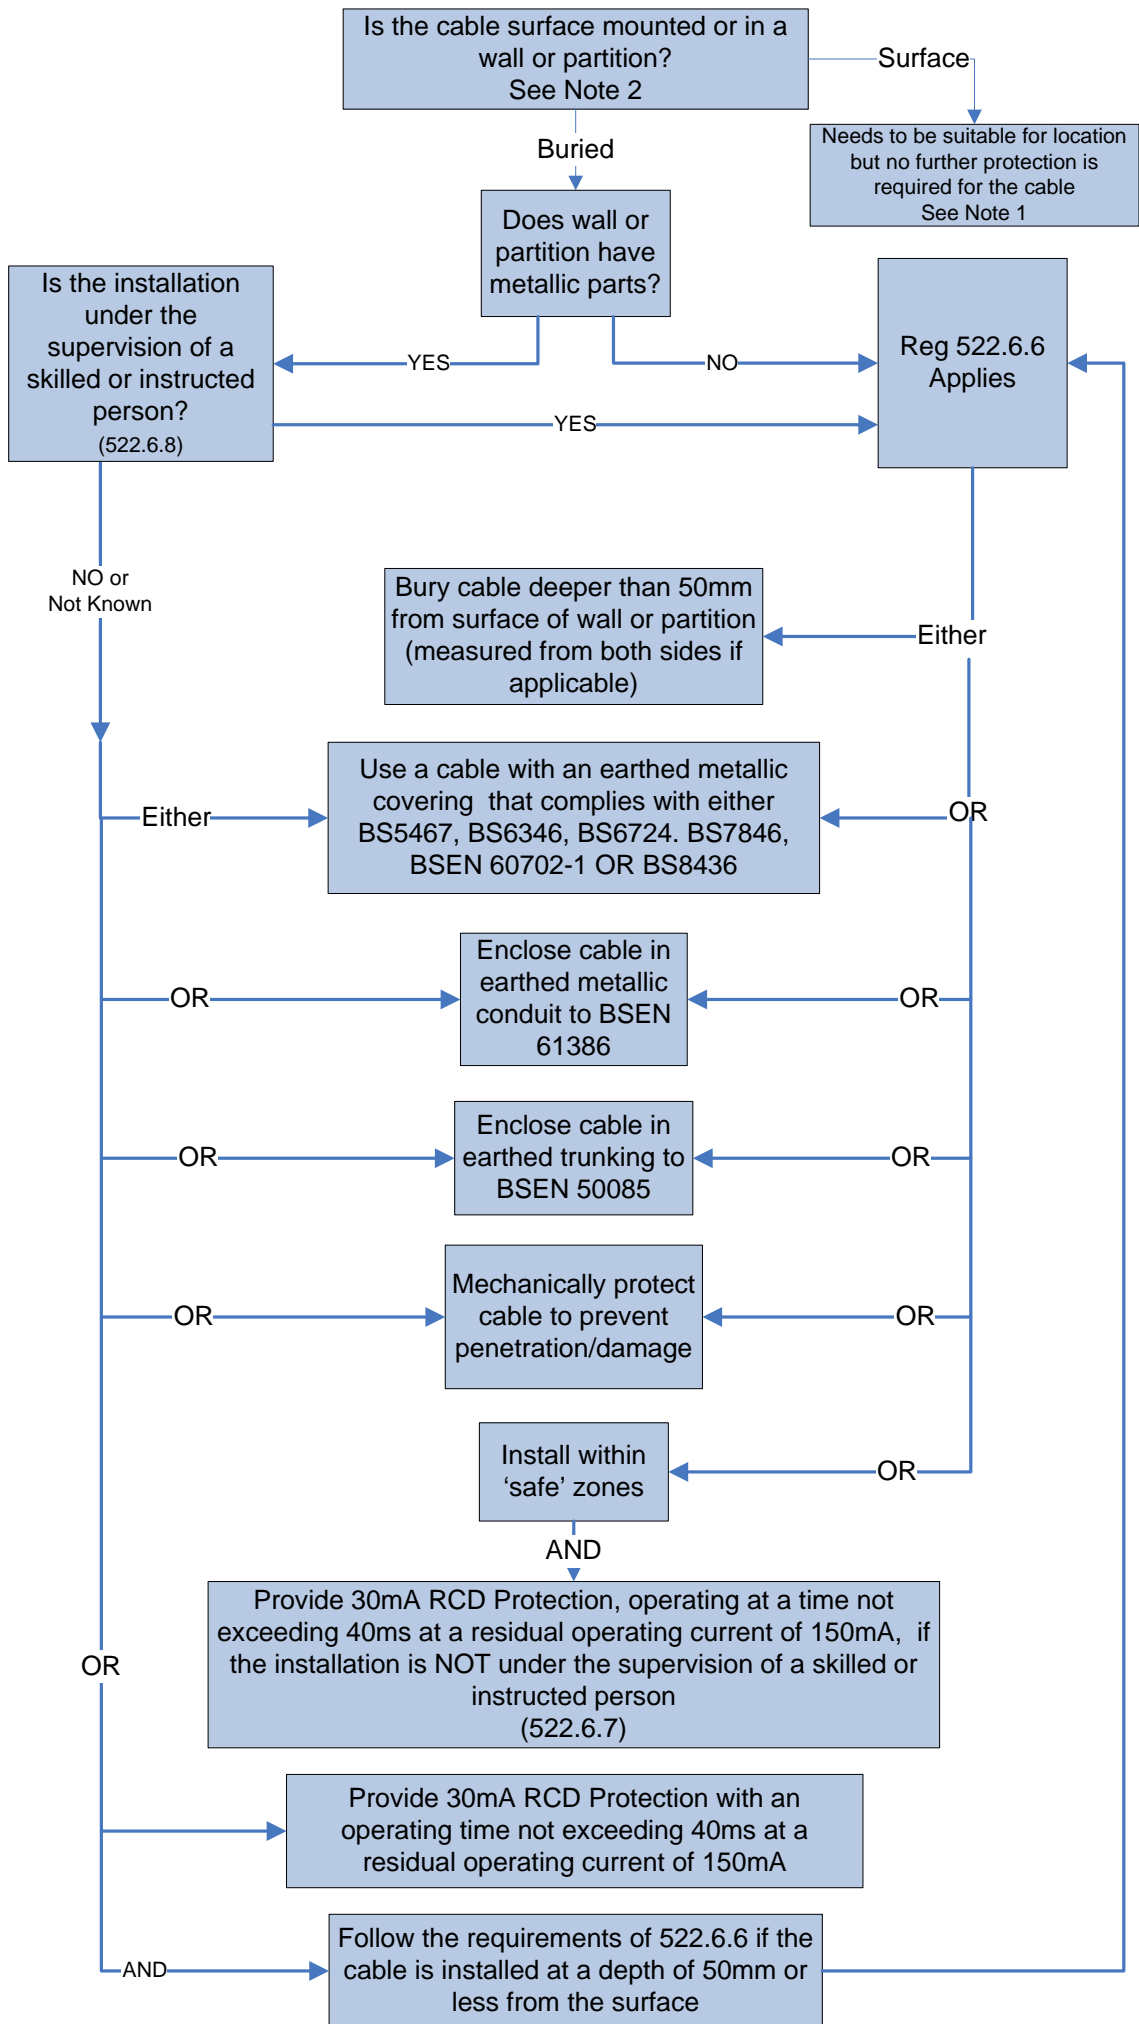 Is the cable surface mounted or in a
wall or partition?
See Note 2
Surface
Buried
Needs to be suitable for location
but no further protection is
required for the cable
See Note 1
Does wall or
partition have
metallic parts?
Is the installation
under the
supervision of a
skilled or instructed
person?
(522.6.8)
YES
NO
Reg 522.6.6
Applies
YES
NO or
Not Known
Bury cable deeper than 50mm
from surface of wall or partition
(measured from both sides if
applicable)
Either
Use a cable with an earthed metallic
covering that complies with either
BS5467, BS6346, BS6724. BS7846,
BSEN 60702-1 OR BS8436
Either
OR
Enclose cable in
earthed metallic
conduit to BSEN
61386
OR
OR
Enclose cable in
earthed trunking to
BSEN 50085
OR
OR
Mechanically protect
cable to prevent
penetration/damage
OR
OR
Install within
‘safe’ zones
OR
AND
Provide 30mA RCD Protection, operating at a time not
exceeding 40ms at a residual operating current of 150mA, if
the installation is NOT under the supervision of a skilled or
instructed person
(522.6.7)
OR
Provide 30mA RCD Protection with an
operating time not exceeding 40ms at a
residual operating current of 150mA
AND
Follow the requirements of 522.6.6 if the
cable is installed at a depth of 50mm or
less from the surface